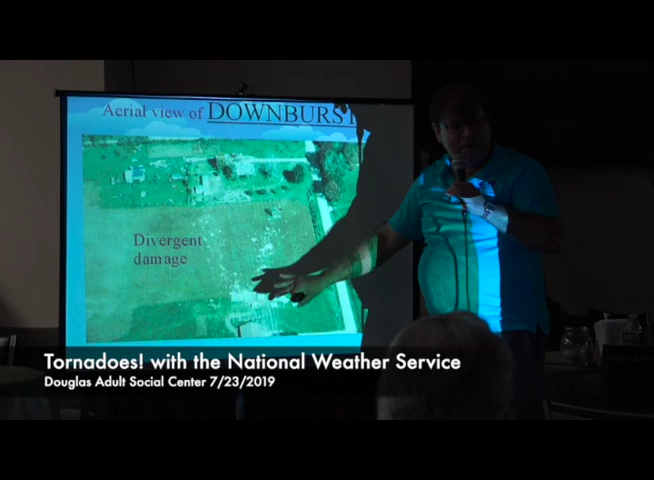 Aerial view of DOWNBURST
Divergent
damage
Tornadoes! with the National Weather Service
Douglas Adult Social Center 7/23/2019